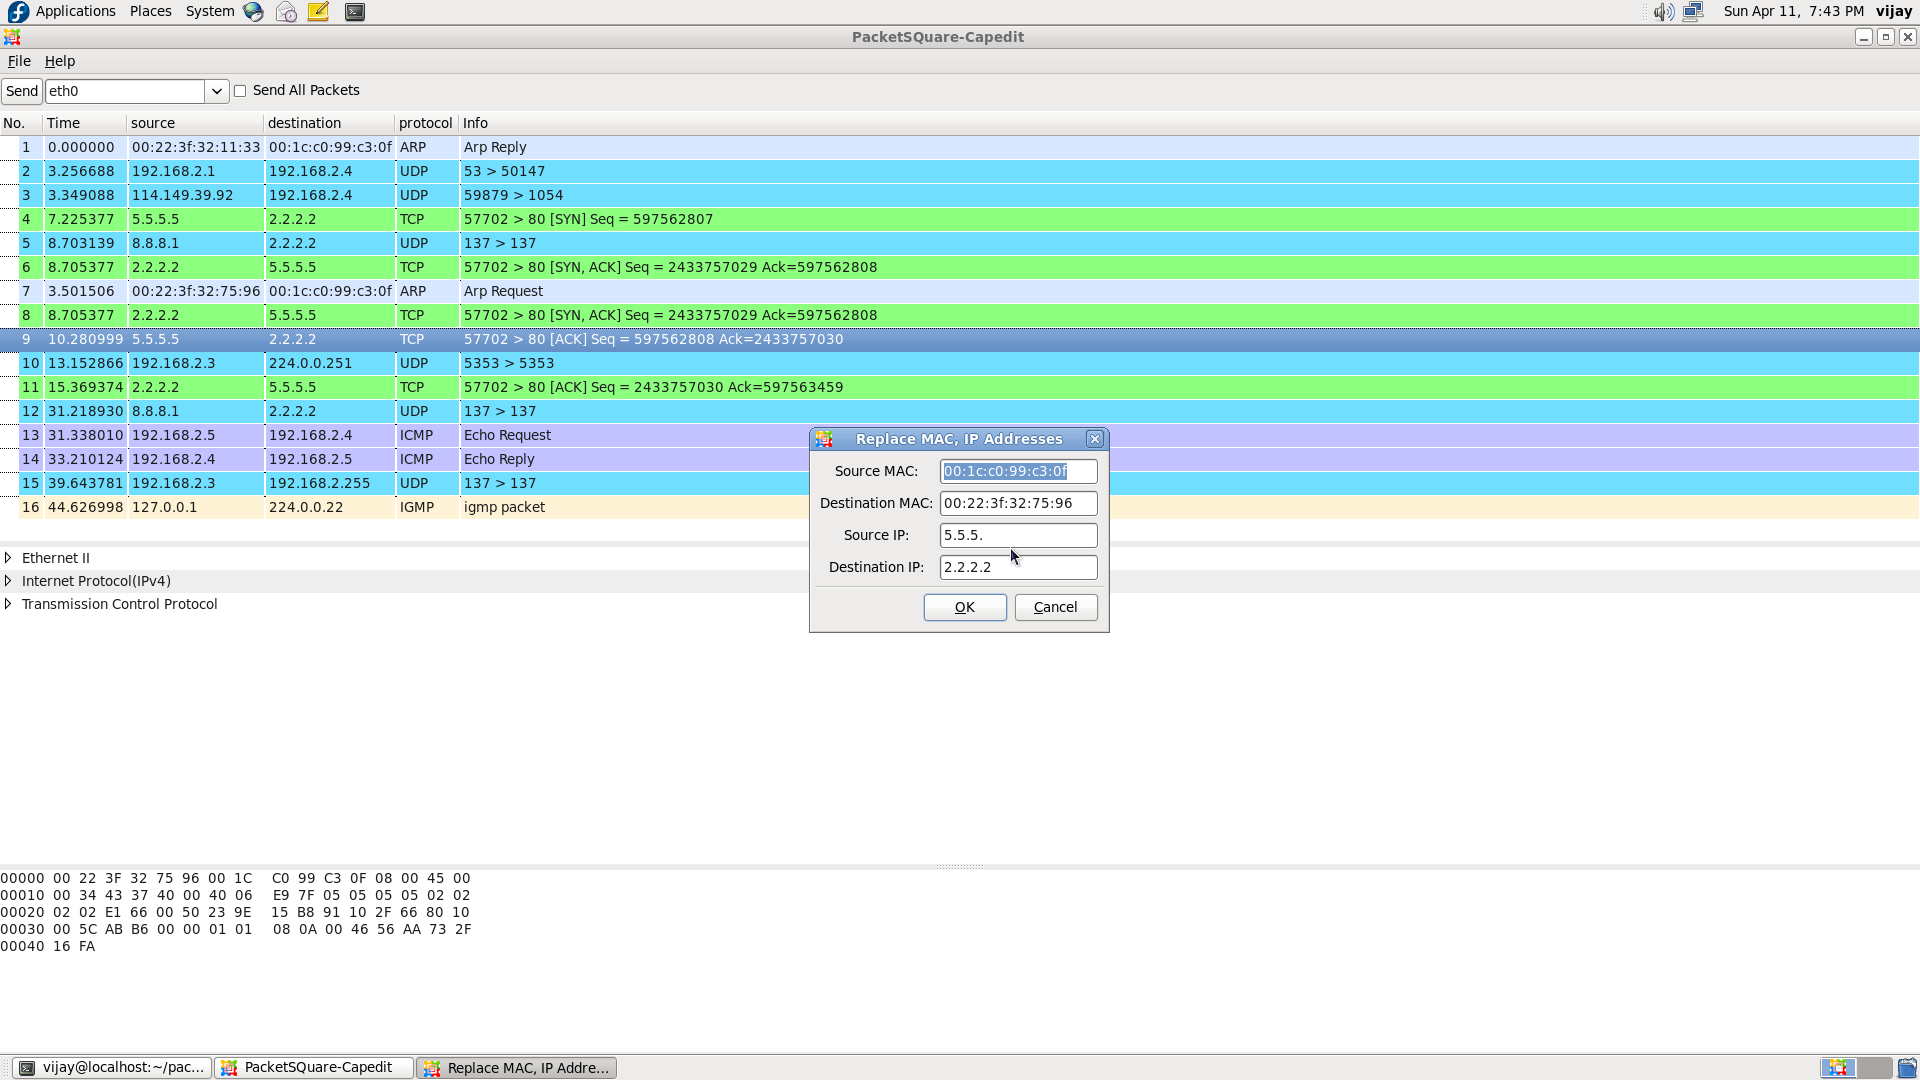 Applications Places System Sun Apr 11, 7:43 PM vijay
PacketSQuare-Capedit
File Help
Send eth0 Send All Packets
No. Time source destination protocol Info
1 0.000000 00:22:3f:32:11:33 00:1c:c0:99:c3:0f ARP Arp Reply
2 3.256688 192.168.2.1 192.168.2.4 UDP 53 > 50147
3 3.349088 114.149.39.92 192.168.2.4 UDP 59879 > 1054
4 7.225377 5.5.5.5 2.2.2.2 TCP 57702 > 80 [SYN] Seq = 597562807
5 8.703139 8.8.8.1 2.2.2.2 UDP 137 > 137
6 8.705377 2.2.2.2 5.5.5.5 TCP 57702 > 80 [SYN, ACK] Seq = 2433757029 Ack=597562808
7 3.501506 00:22:3f:32:75:96 00:1c:c0:99:c3:0f ARP Arp Request
8 8.705377 2.2.2.2 5.5.5.5 TCP 57702 > 80 [SYN, ACK] Seq = 2433757029 Ack=597562808
9 10.280999 5.5.5.5 2.2.2.2 TCP 57702 > 80 [ACK] Seq = 597562808 Ack=2433757030
10 13.152866 192.168.2.3 224.0.0.251 UDP 5353 > 5353
11 15.369374 2.2.2.2 5.5.5.5 TCP 57702 > 80 [ACK] Seq = 2433757030 Ack=597563459
12 31.218930 8.8.8.1 2.2.2.2 UDP 137 > 137
13 31.338010 192.168.2.5 192.168.2.4 ICMP Echo Request
14 33.210124 192.168.2.4 192.168.2.5 ICMP Echo Reply
15 39.643781 192.168.2.3 192.168.2.255 UDP 137 > 137
16 44.626998 127.0.0.1 224.0.0.22 IGMP igmp packet
Replace MAC, IP Addresses
Source MAC: 00:1c:c0:99:c3:0f
Destination MAC: 00:22:3f:32:75:96
Source IP: 5.5.5.
Destination IP: 2.2.2.2
OK Cancel
Ethernet II
Internet Protocol(IPv4)
Transmission Control Protocol
00000 00 22 3F 32 75 96 00 1C C0 99 C3 0F 08 00 45 00
00010 00 34 43 37 40 00 40 06 E9 7F 05 05 05 05 02 02
00020 02 02 E1 66 00 50 23 9E 15 B8 91 10 2F 66 80 10
00030 00 5C AB B6 00 00 01 01 08 0A 00 46 56 AA 73 2F
00040 16 FA
vijay@localhost:~/pac... PacketSQuare-Capedit Replace MAC, IP Addre...